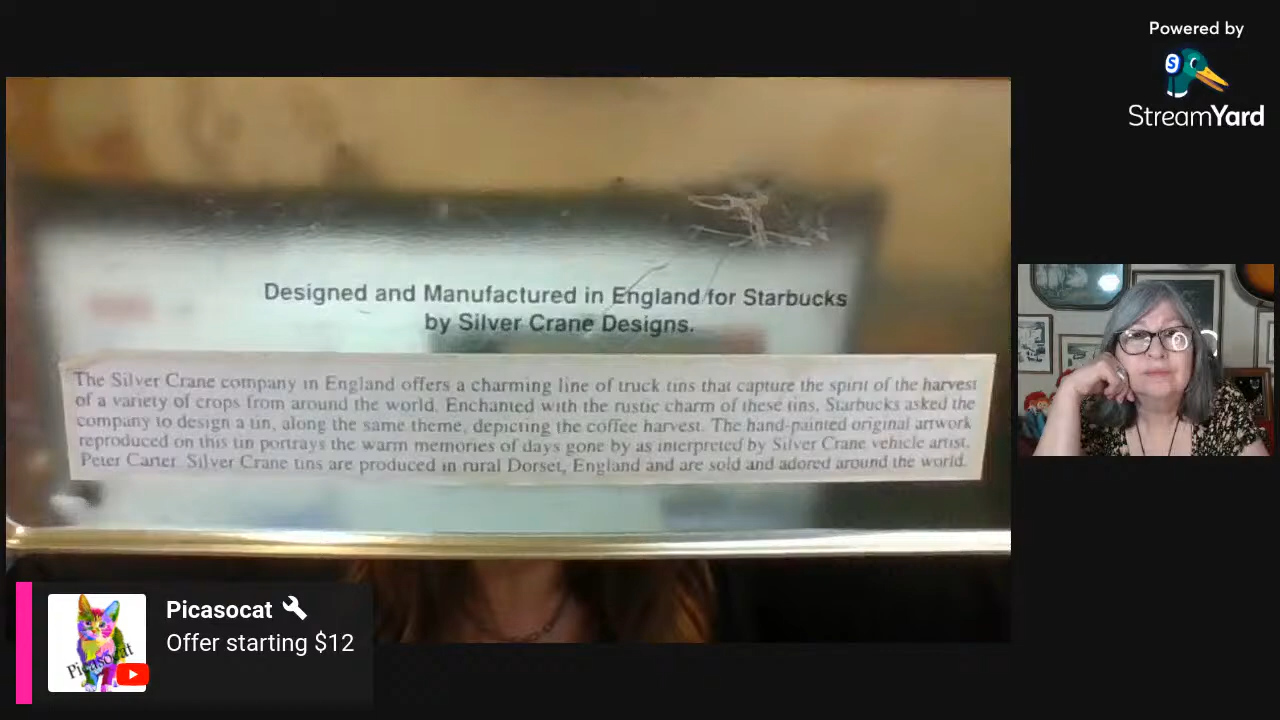 Powered by
S
StreamYard
Designed and Manufactured in England for Starbucks
by Silver Crane Designs.
The Silver Crane company in England offers a charming line of truck tins that capture the spirit of the harvest
of a variety of crops from around the world. Enchanted with the rustic charm of these tins, Starbucks asked the
company to design a tin, along the same theme, depicting the coffee harvest. The hand-painted original artwork
reproduced on this tin portrays the warm memories of days gone by as interpreted by Silver Crane vehicle artist,
Peter Carter. Silver Crane tins are produced in rural Dorset, England and are sold and adored around the world.
Picasocat
Picasocat
Offer starting $12